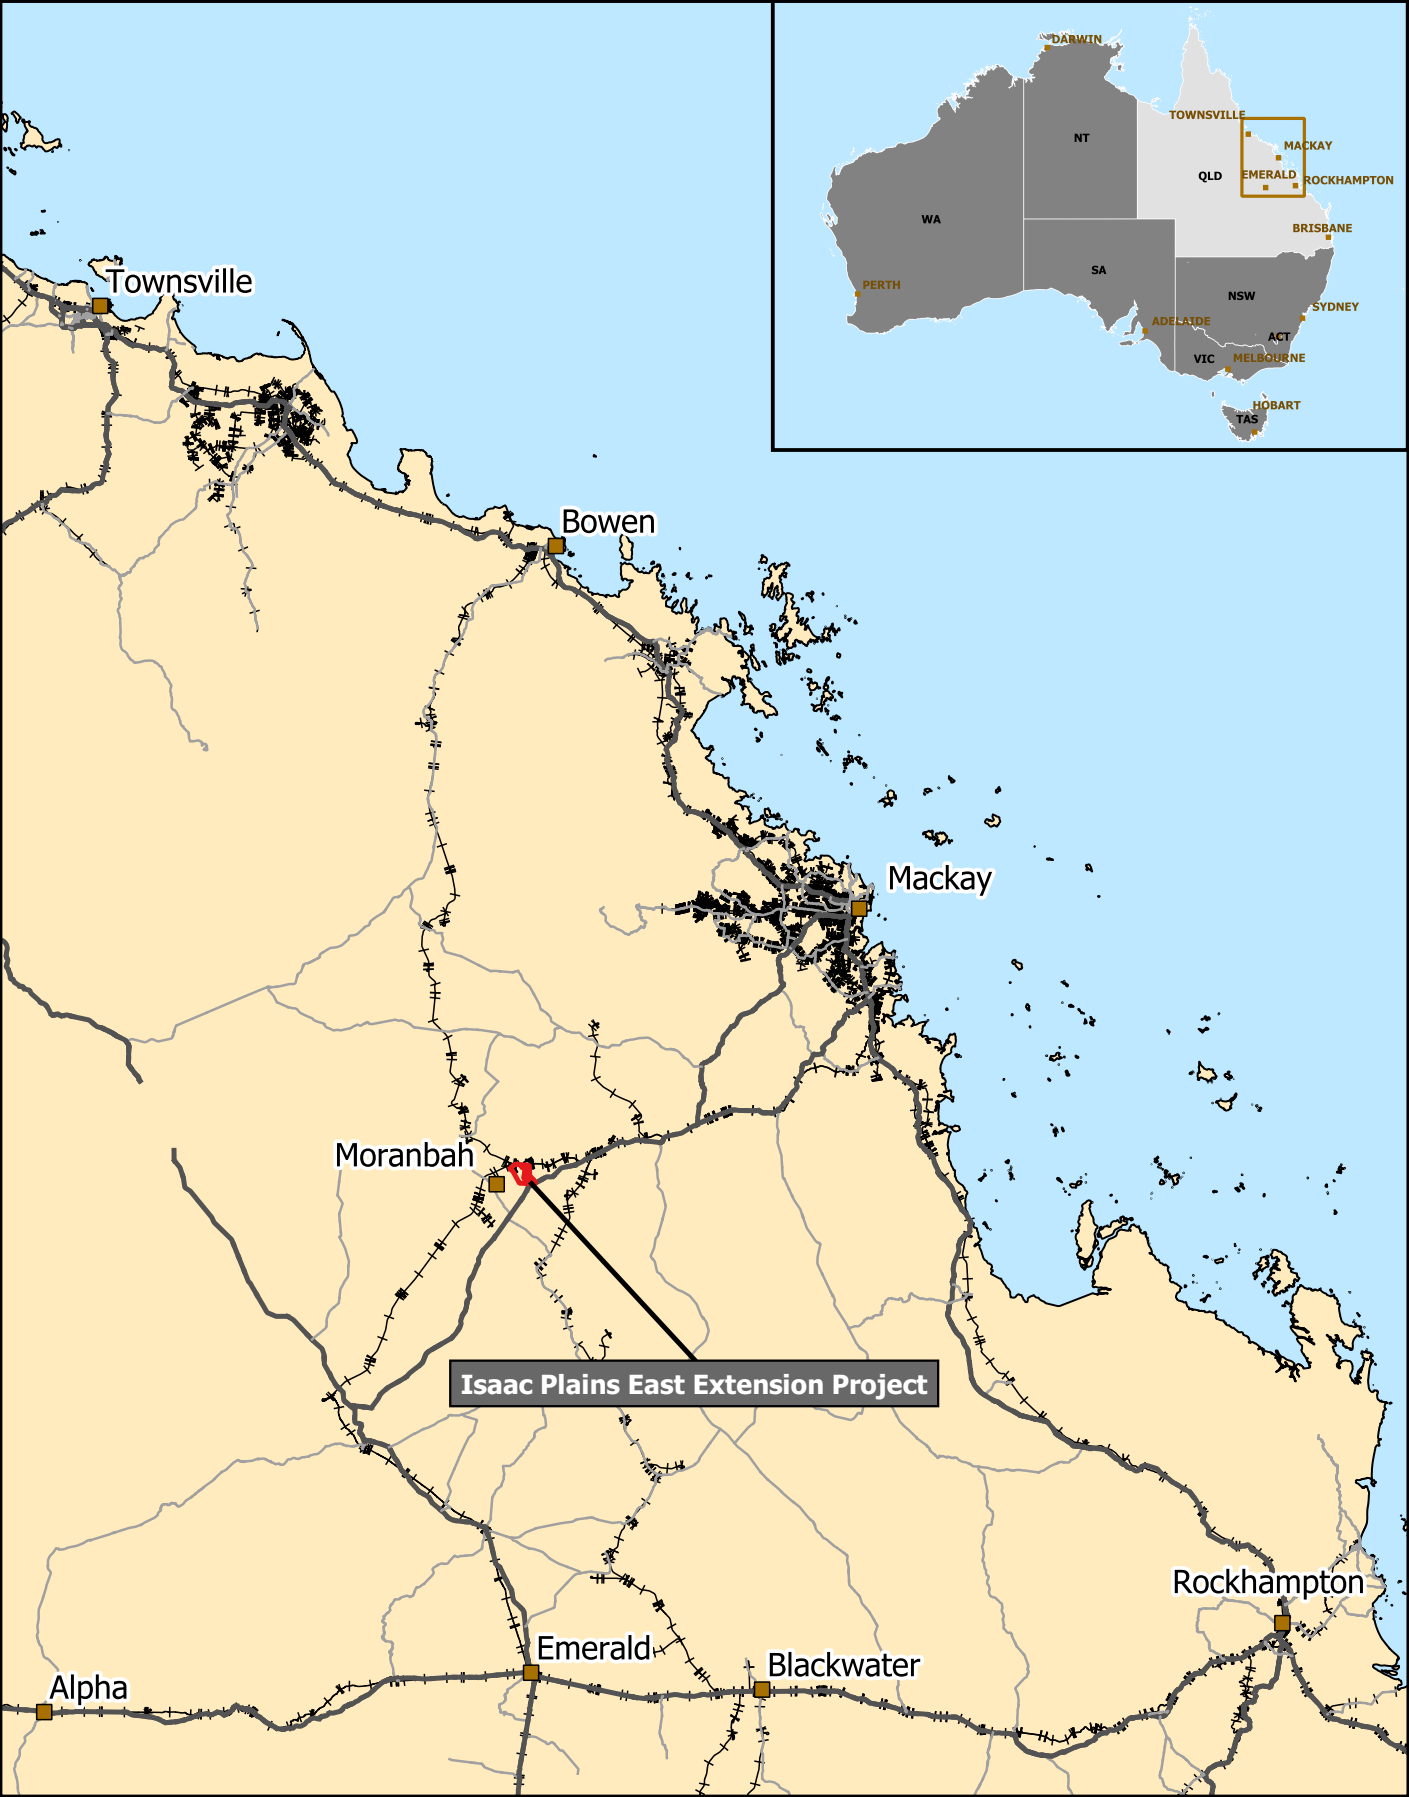 DARWIN
TOWNSVILLE
NT
MACKAY
QLD
EMERALD
ROCKHAMPTON
WA
BRISBANE
SA
PERTH
NSW
SYDNEY
ADELAIDE
ACT
VIC
MELBOURNE
HOBART
TAS
Townsville
Bowen
Mackay
Moranbah
Isaac Plains East Extension Project
Rockhampton
Emerald
Blackwater
Alpha